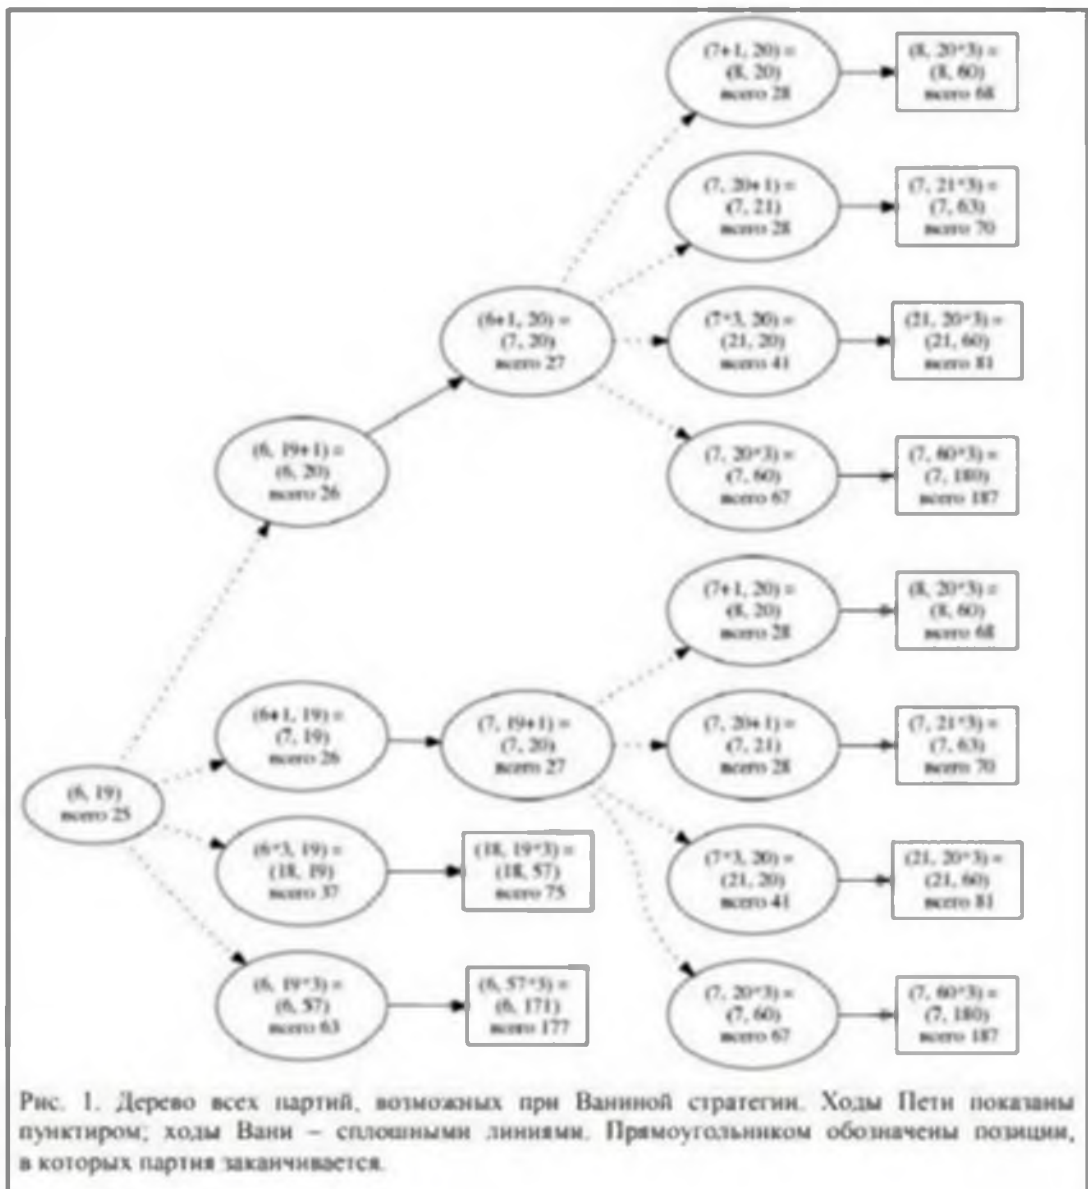 (7+1, 20) =
(8, 20)
всего 28
(8, 20*3) =
(8, 60)
всего 68
(7, 20+1) =
(7, 21)
всего 28
(7, 21*3) =
(7, 63)
всего 70
(6+1, 20) =
(7, 20)
всего 27
(7*3, 20) =
(21, 20)
всего 41
(21, 20*3) =
(21, 60)
всего 81
(6, 19+1) =
(6, 20)
всего 26
(7, 20*3) =
(7, 60)
всего 67
(7, 60*3) =
(7, 180)
всего 187
(7+1, 20) =
(8, 20)
всего 28
(8, 20*3) =
(8, 60)
всего 68
(6+1, 19) =
(7, 19)
всего 26
(7, 19+1) =
(7, 20)
всего 27
(7, 20+1) =
(7, 21)
всего 28
(7, 21*3) =
(7, 63)
всего 70
(6, 19)
всего 25
(6*3, 19) =
(18, 19)
всего 37
(18, 19*3) =
(18, 57)
всего 75
(7*3, 20) =
(21, 20)
всего 41
(21, 20*3) =
(21, 60)
всего 81
(6, 19*3) =
(6, 57)
всего 63
(6, 57*3) =
(6, 171)
всего 177
(7, 20*3) =
(7, 60)
всего 67
(7, 60*3) =
(7, 180)
всего 187
Рис. 1. Дерево всех партий, возможных при Ваниной стратегии. Ходы Пети показаны
пунктиром; ходы Вани – сплошными линиями. Прямоугольником обозначены позиции,
в которых партия заканчивается.